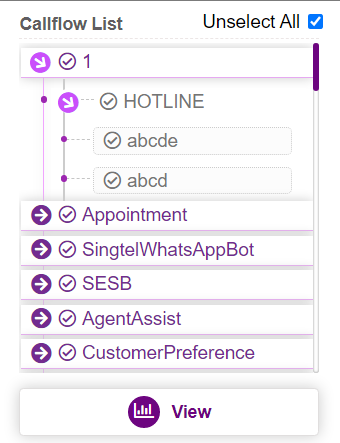 Callflow List
Unselect All
1
HOTLINE
abcde
abcd
Appointment
SingtelWhatsAppBot
SESB
AgentAssist
CustomerPreference
View